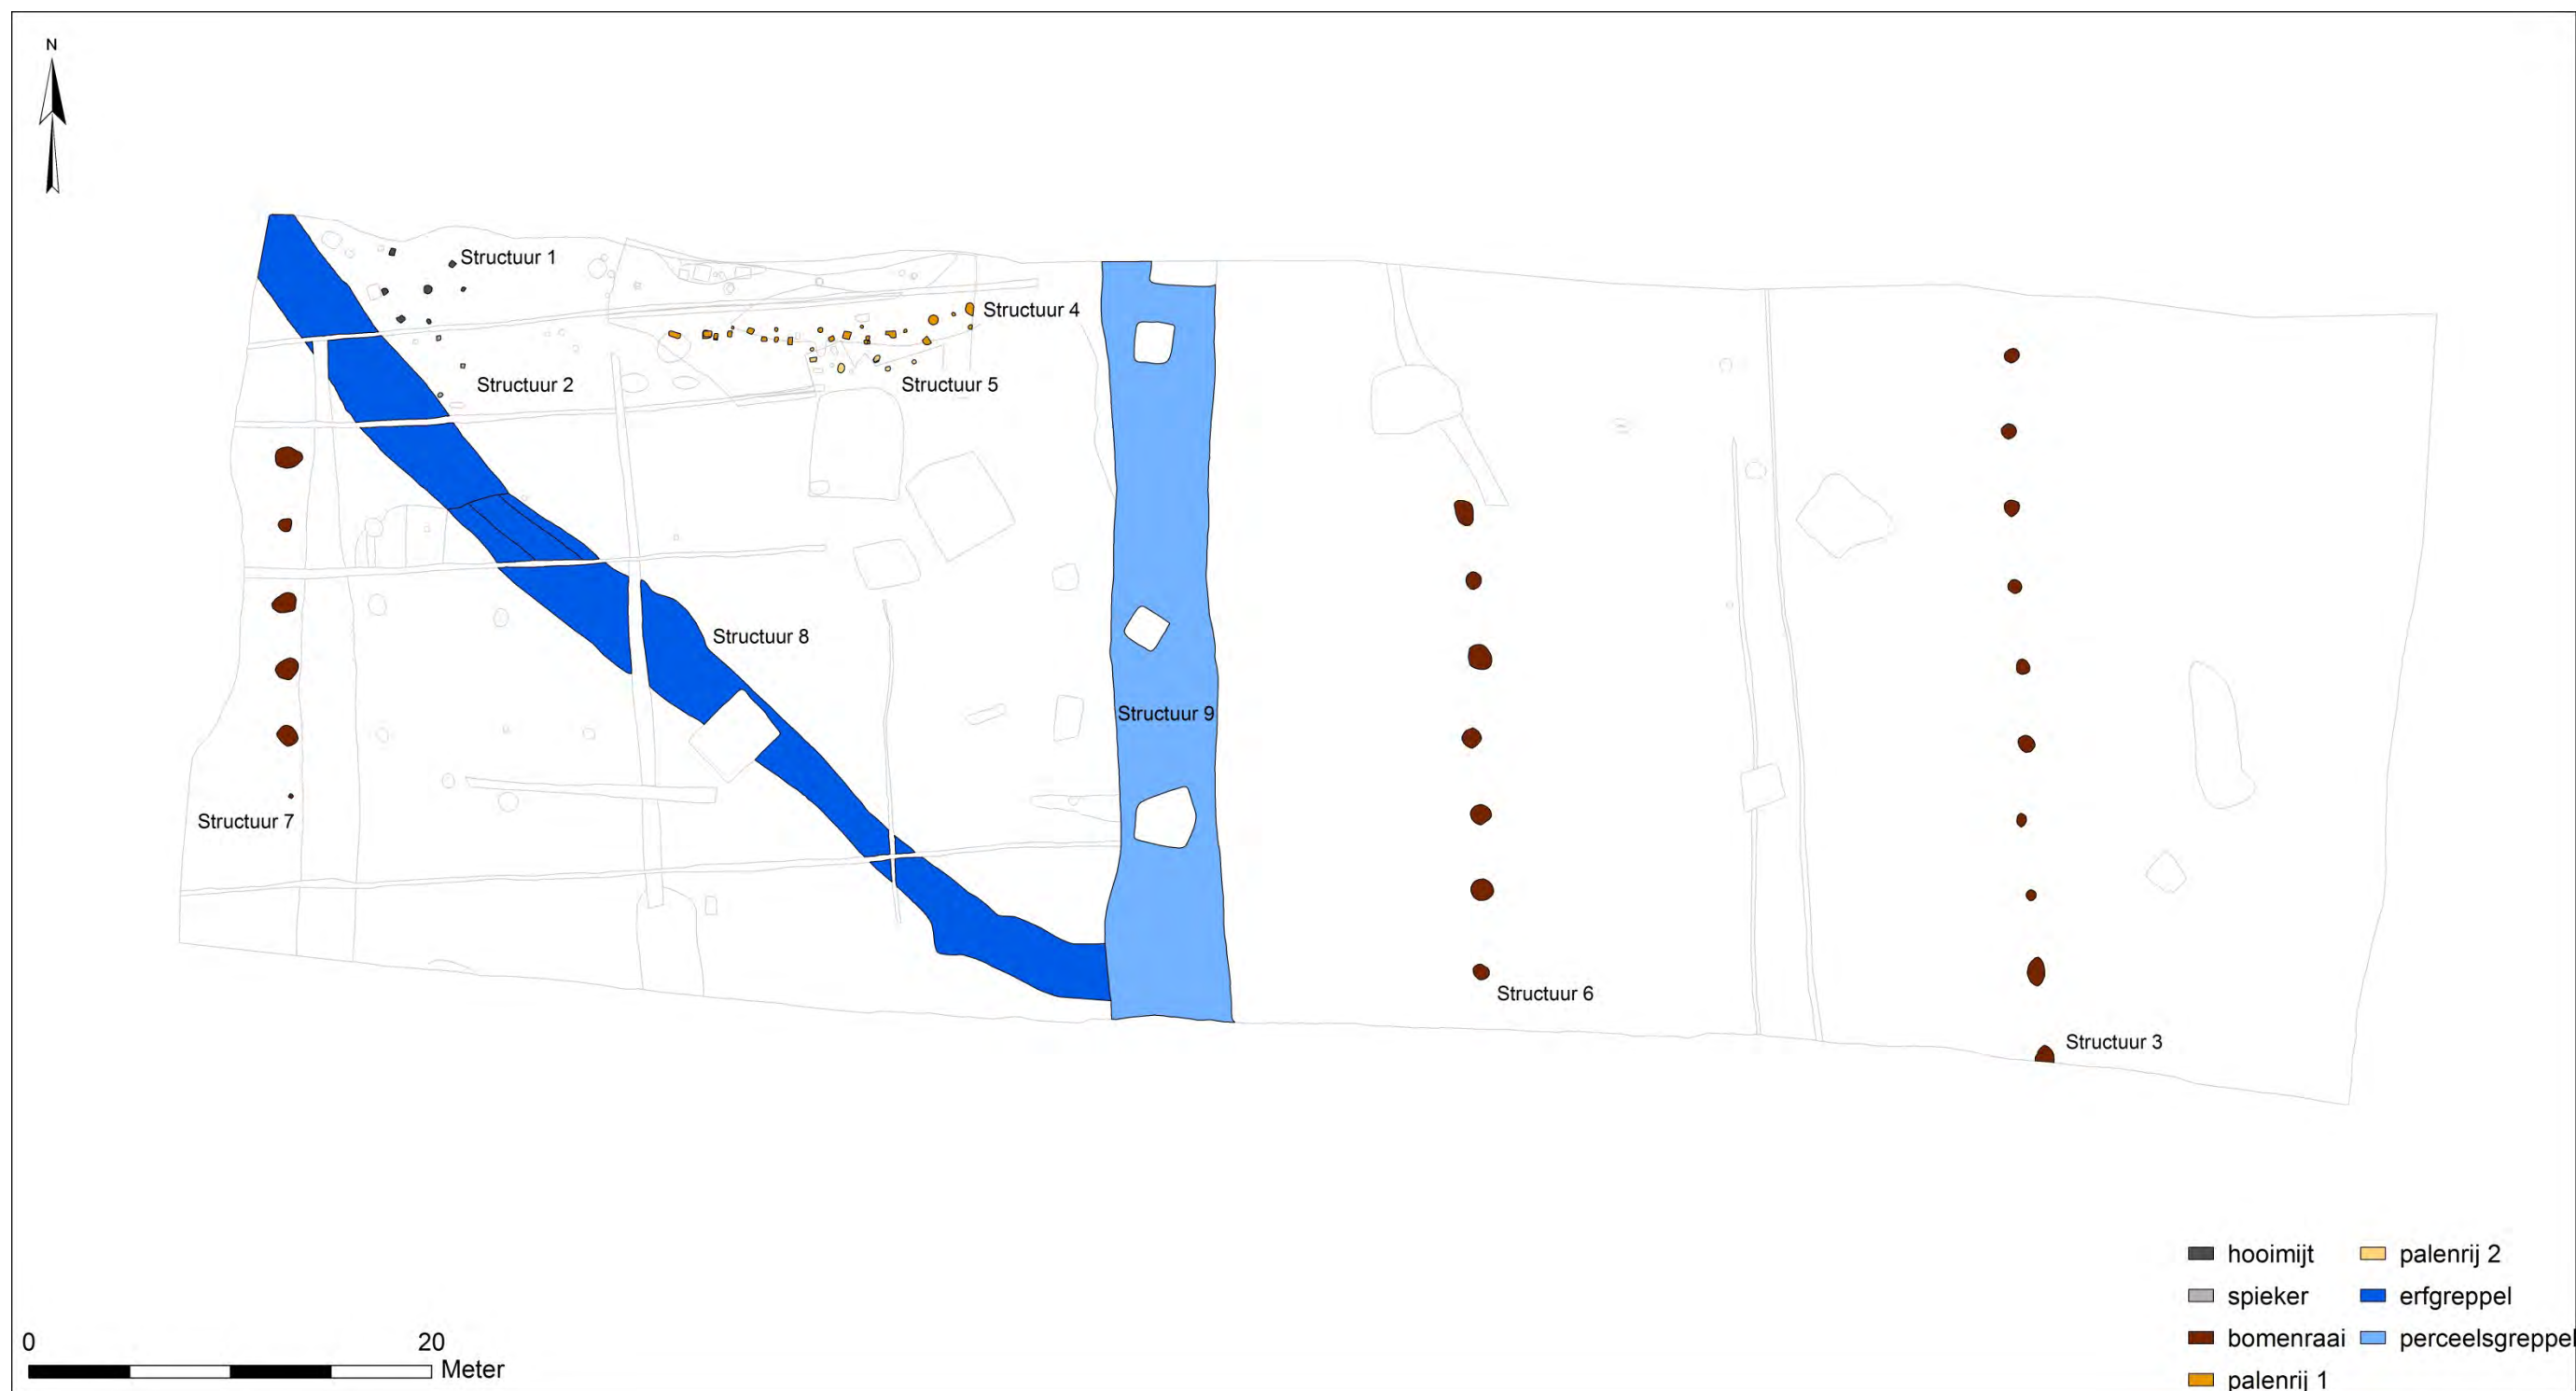 N
Structuur 1
Structuur 4
Structuur 2
Structuur 5
Structuur 8
Structuur 9
Structuur 7
Structuur 6
Structuur 3
hooimijt
spieker
bomenraai
palenrij 1
palenrij 2
erfgreppel
perceelsgreppel
0 20
Meter